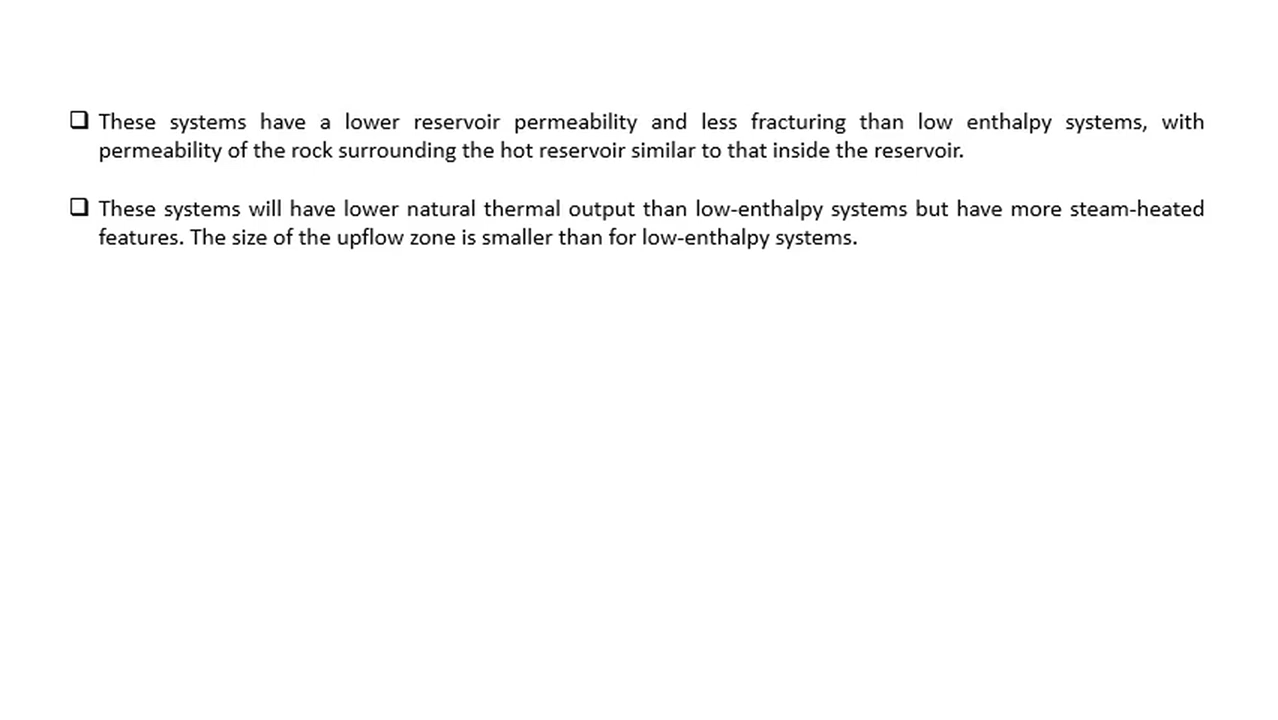 ❑ These systems have a lower reservoir permeability and less fracturing than low enthalpy systems, with
permeability of the rock surrounding the hot reservoir similar to that inside the reservoir.
❑ These systems will have lower natural thermal output than low-enthalpy systems but have more steam-heated
features. The size of the upflow zone is smaller than for low-enthalpy systems.